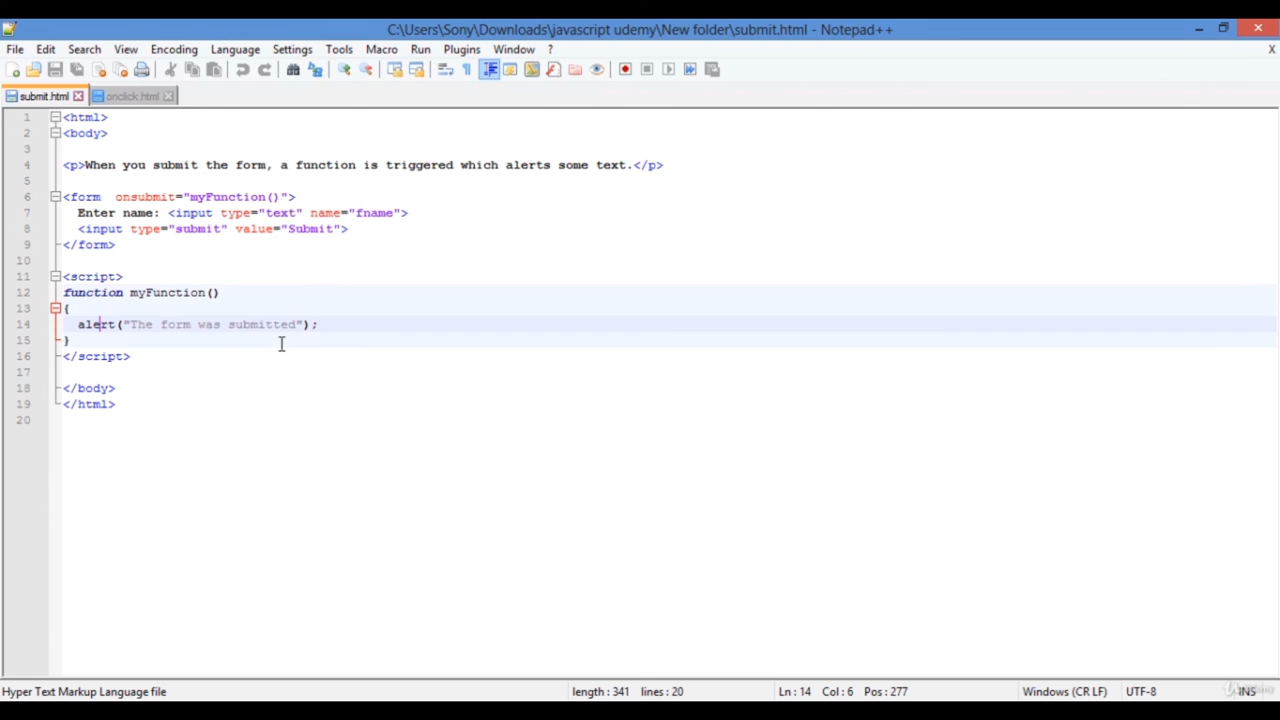 C:\Users\Sony\Downloads\javascript udemy\New folder\submit.html - Notepad++
File Edit Search View Encoding Language Settings Tools Macro Run Plugins Window ? X
submit.html onclick.html
1 <html>
2 <body>
3
4 <p>When you submit the form, a function is triggered which alerts some text.</p>
5
6 <form  onsubmit="myFunction()">
7   Enter name: <input type="text" name="fname">
8   <input type="submit" value="Submit">
9 </form>
10
11 <script>
12 function myFunction()
13 {
14   alert("The form was submitted");
15 }
16 </script>
17
18 </body>
19 </html>
20
Hyper Text Markup Language file length : 341 lines : 20 Ln : 14 Col : 6 Pos : 277 Windows (CR LF) UTF-8 INS